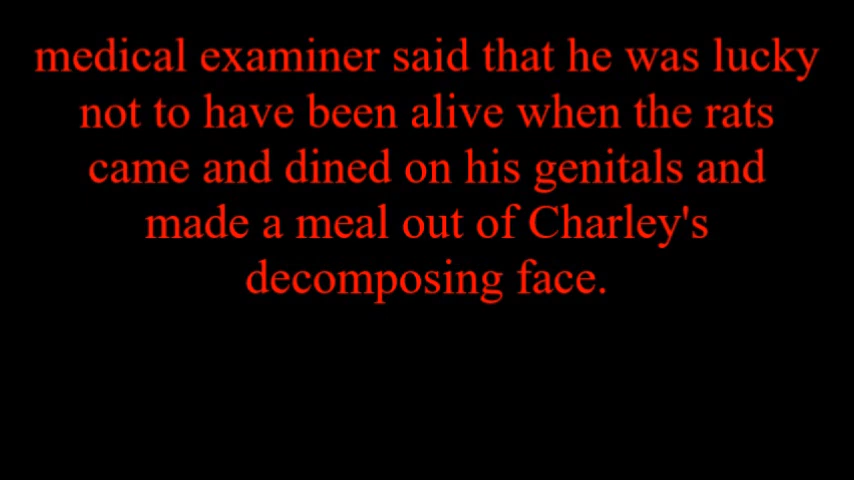 medical examiner said that he was lucky
not to have been alive when the rats
came and dined on his genitals and
made a meal out of Charley's
decomposing face.